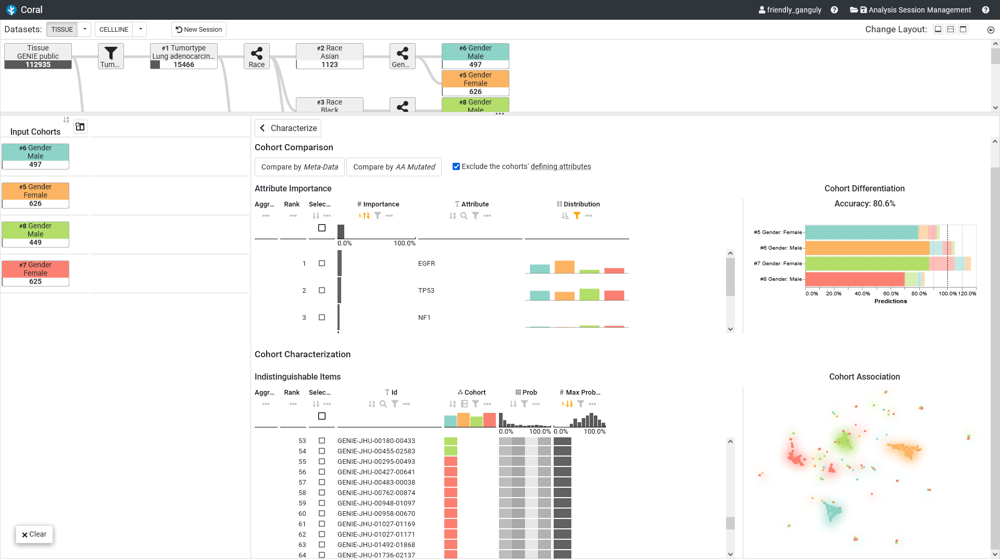 Coral
friendly_ganguly
Analysis Session Management
Datasets: TISSUE CELLLINE New Session
Change Layout:
Tissue
GENIE public
112935
Tum...
#1 Tumortype
Lung adenocarcin...
15466
Race
#2 Race
Asian
1123
Gen...
#6 Gender
Male
497
#5 Gender
Female
626
#3 Race
Black
#8 Gender
Male
Input Cohorts
#6 Gender
Male
497
#5 Gender
Female
626
#8 Gender
Male
449
#7 Gender
Female
625
Clear
Characterize
Cohort Comparison
Compare by Meta-Data
Compare by AA Mutated
Exclude the cohorts' defining attributes
Attribute Importance
Aggr... Rank Selec... # Importance Attribute Distribution
0.0% 100.0%
1 EGFR
2 TP53
3 NF1
Cohort Differentiation
Accuracy: 80.6%
#5 Gender: Female
#6 Gender: Male
#7 Gender: Female
#8 Gender: Male
0.0% 20.0% 40.0% 60.0% 80.0% 100.0% 120.0%
Predictions
Cohort Characterization
Indistinguishable Items
Aggr... Rank Selec... Id Cohort Prob # Max Prob...
0.0% 100.0% 0.0% 100.0%
53 GENIE-JHU-00180-00433
54 GENIE-JHU-00455-02583
55 GENIE-JHU-00295-00493
56 GENIE-JHU-00427-00641
57 GENIE-JHU-00483-00038
58 GENIE-JHU-00762-00874
59 GENIE-JHU-00948-01097
60 GENIE-JHU-00958-00670
61 GENIE-JHU-01027-01169
62 GENIE-JHU-01027-01171
63 GENIE-JHU-01492-01868
64 GENIE-JHU-01736-02137
Cohort Association